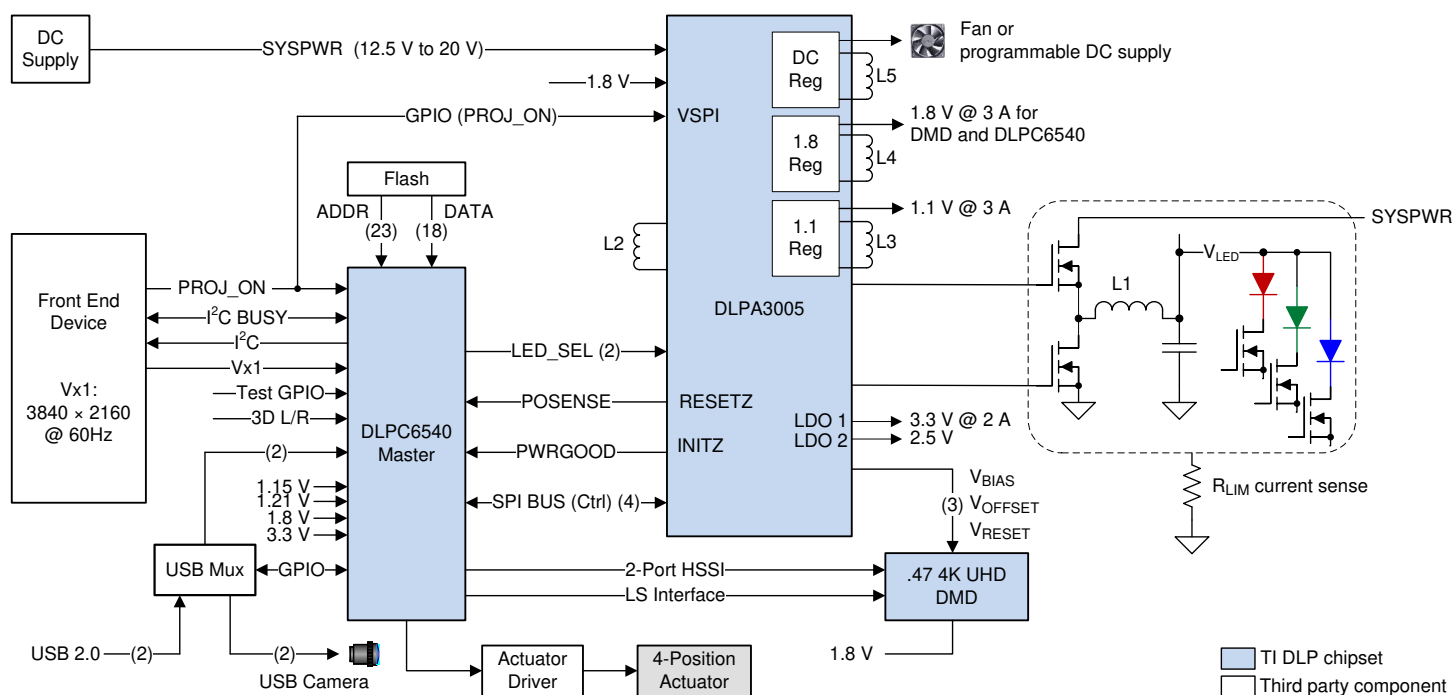 DC
Supply
SYSPWR (12.5 V to 20 V)
1.8 V
GPIO (PROJ_ON)
VSPI
DC
Reg
L5
Fan or
programmable DC supply
1.8
Reg
L4
1.8 V @ 3 A for
DMD and DLPC6540
1.1
Reg
L3
1.1 V @ 3 A
Flash
ADDR
(23)
DATA
(18)
L2
DLPA3005
SYSPWR
L1
VLED
Front End
Device
Vx1:
3840 × 2160
@ 60Hz
PROJ_ON
I2C BUSY
I2C
Vx1
Test GPIO
3D L/R
(2)
1.15 V
1.21 V
1.8 V
3.3 V
DLPC6540
Master
LED_SEL (2)
POSENSE
RESETZ
PWRGOOD
INITZ
SPI BUS (Ctrl) (4)
LDO 1
3.3 V @ 2 A
LDO 2
2.5 V
VBIAS
(3) VOFFSET
VRESET
RLIM current sense
USB Mux
GPIO
2-Port HSSI
LS Interface
.47 4K UHD
DMD
1.8 V
USB 2.0
(2)
(2)
USB Camera
Actuator
Driver
4-Position
Actuator
TI DLP chipset
Third party component